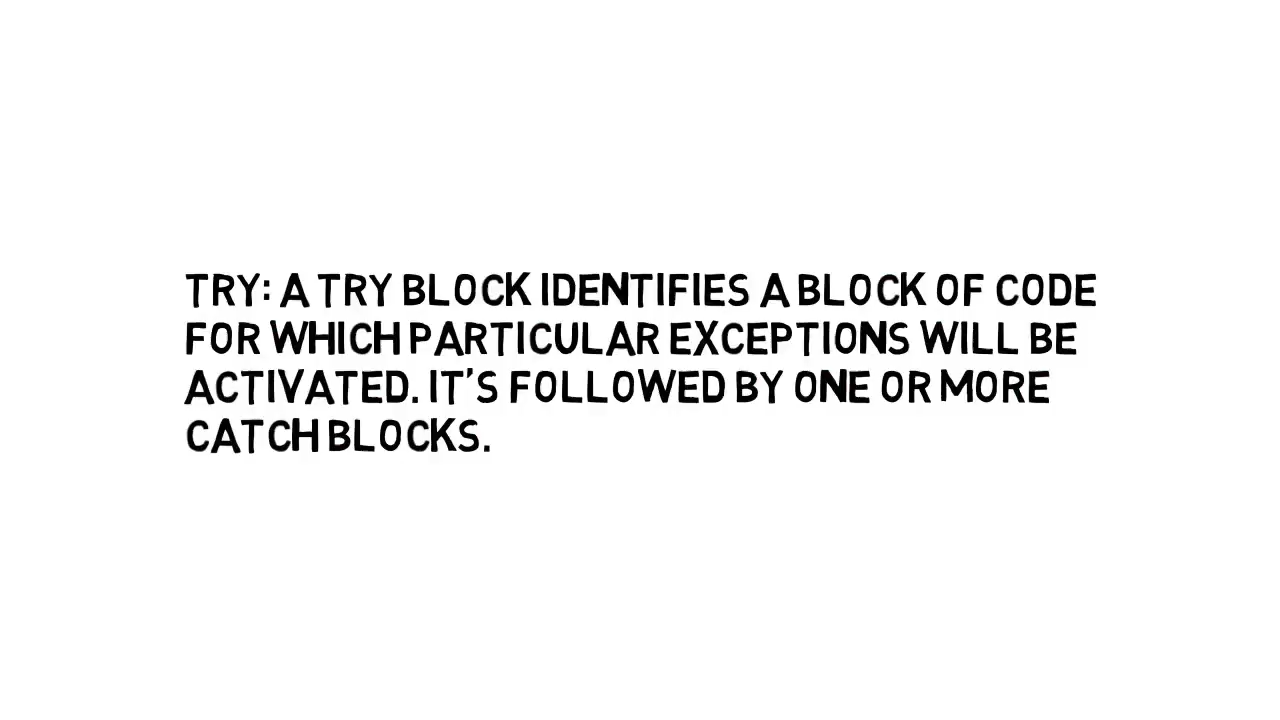 TRY: A TRY BLOCK IDENTIFIES A BLOCK OF CODE
FOR WHICH PARTICULAR EXCEPTIONS WILL BE
ACTIVATED. IT'S FOLLOWED BY ONE OR MORE
CATCH BLOCKS.